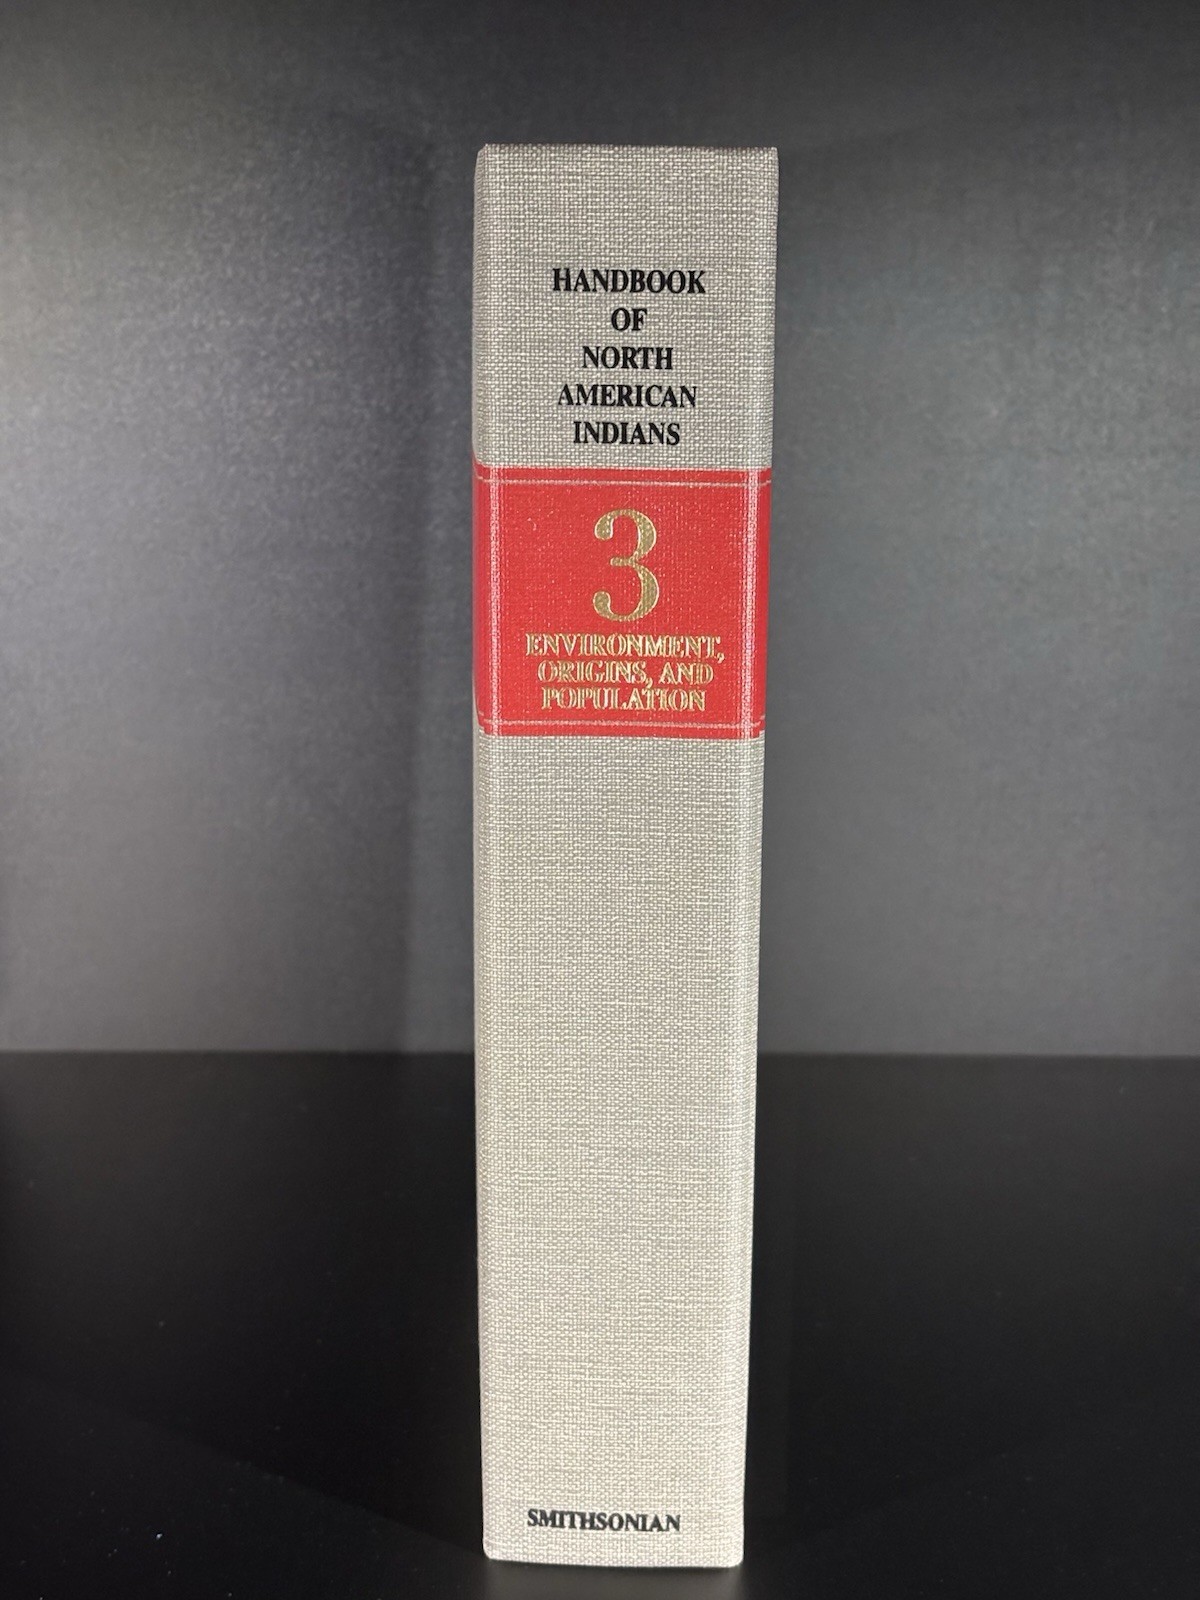 HANDBOOK
OF
NORTH
AMERICAN
INDIANS
3
ENVIRONMENT,
ORIGINS, AND
POPULATION
SMITHSONIAN